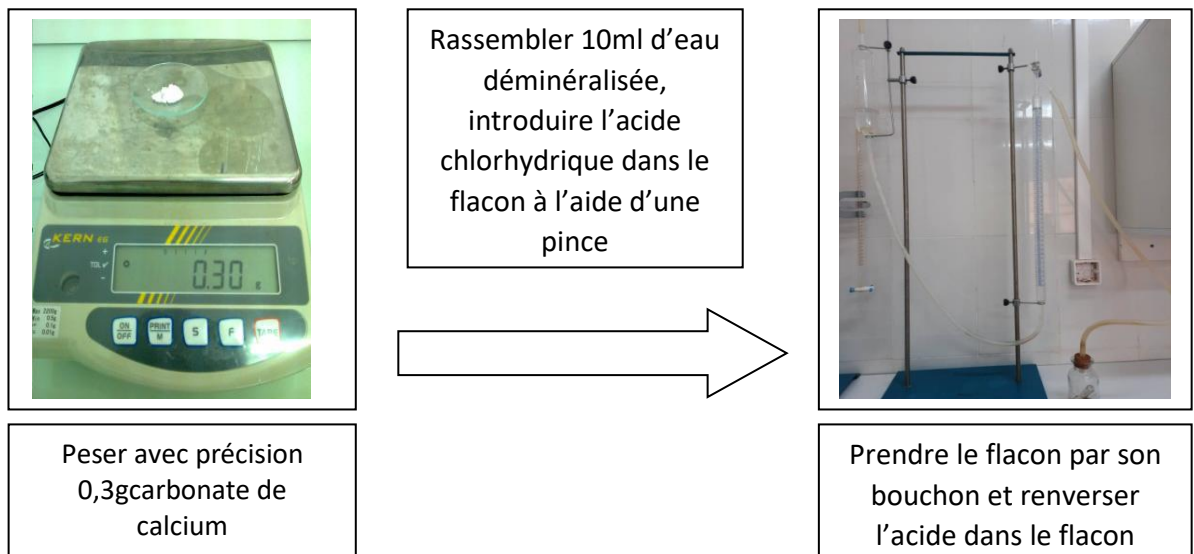 Rassembler 10ml d’eau
déminéralisée,
introduire l’acide
chlorhydrique dans le
flacon à l’aide d’une
pince
KERN EG
0.30 g
ON
OFF
PRINT
M
S
F
TARE
Peser avec précision
0,3gcarbonate de
calcium
Prendre le flacon par son
bouchon et renverser
l’acide dans le flacon